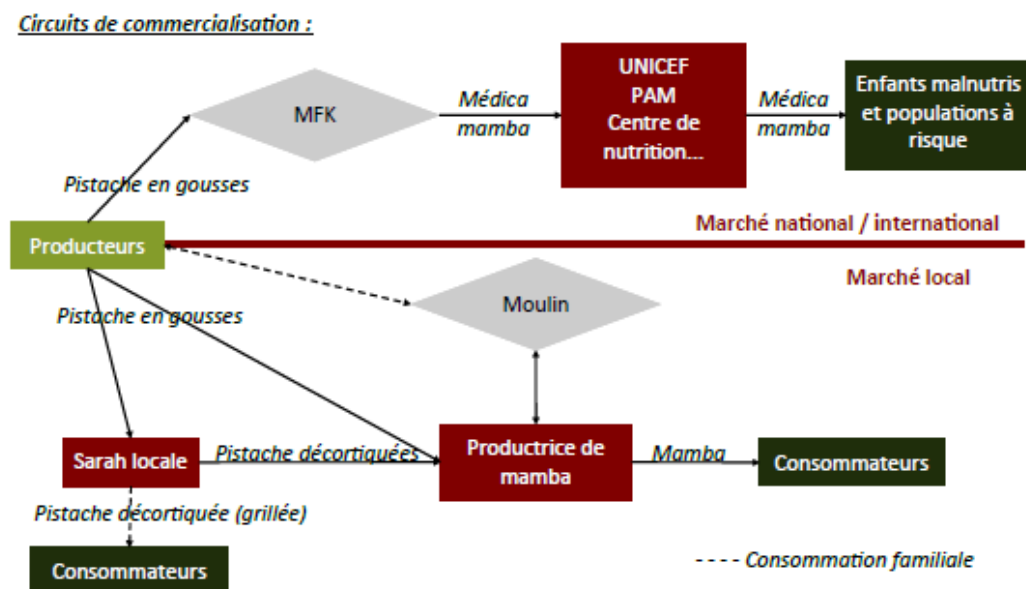 Circuits de commercialisation :
MFK
Médica
mamba
UNICEF
PAM
Centre de
nutrition...
Médica
mamba
Enfants malnutris
et populations à
risque
Pistache en gousses
Producteurs
Marché national / international
Marché local
Pistache en gousses
Moulin
Sarah locale
Pistache décortiquées
Productrice de
mamba
Mamba
Consommateurs
Pistache décortiquée (grillée)
Consommateurs
---- Consommation familiale